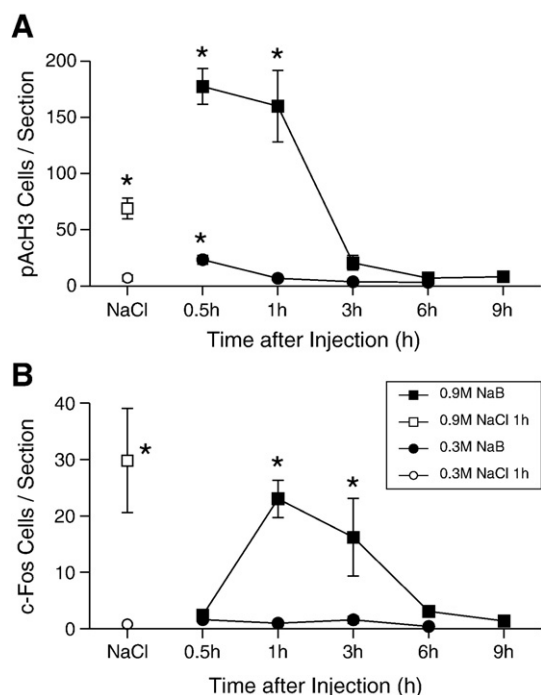 A
pAcH3 Cells / Section
200
150
100
50
0
*
*
*
*
NaCl 0.5h 1h 3h 6h 9h
Time after Injection (h)
B
c-Fos Cells / Section
40
30
20
10
0
*
*
*
0.9M NaB
0.9M NaCl 1h
0.3M NaB
0.3M NaCl 1h
NaCl 0.5h 1h 3h 6h 9h
Time after Injection (h)